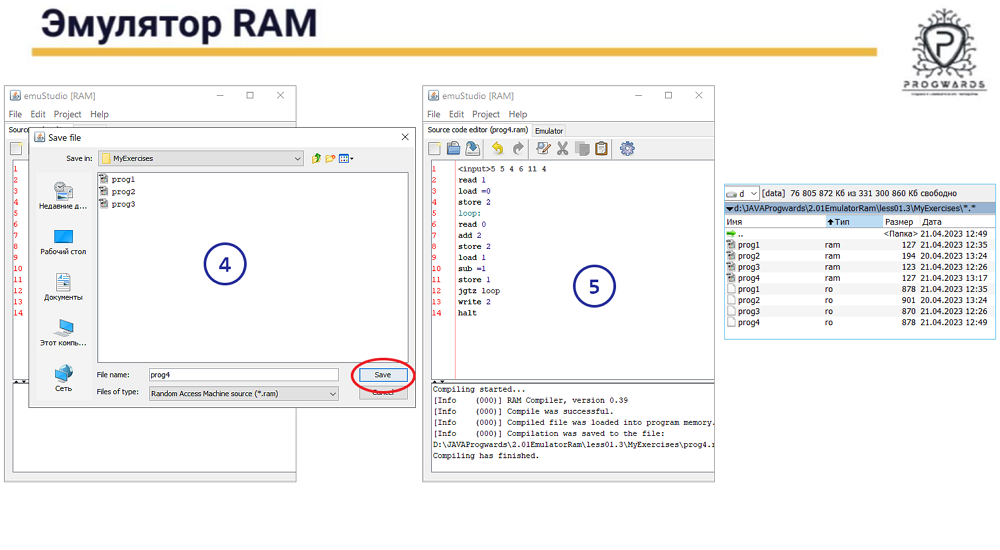 Эмулятор RAM
PROGWARDS
emuStudio [RAM]
File Edit Project Help
Save file
Save in: MyExercises
prog1
prog2
prog3
Недавние д...
Рабочий стол
Документы
Этот компь...
Сеть
File name: prog4
Save
Files of type: Random Access Machine source (*.ram)
Cancel
1
2
3
4
5
6
7
8
9
10
11
12
13
14
4
emuStudio [RAM]
File Edit Project Help
Source code editor (prog4.ram) Emulator
1 <input>5 5 4 6 11 4
2 read 1
3 load =0
4 store 2
5 loop:
6 read 0
7 add 2
8 store 2
9 load 1
10 sub =1
11 store 1
12 jgtz loop
13 write 2
14 halt
5
Compiling started...
[Info (000)] RAM Compiler, version 0.39
[Info (000)] Compile was successful.
[Info (000)] Compiled file was loaded into program memory.
[Info (000)] Compilation was saved to the file:
D:\JAVAProgwards\2.01EmulatorRam\less01.3\MyExercises\prog4.r
Compiling has finished.
d [data] 76 805 872 Кб из 331 300 860 Кб свободно
d:\JAVAProgwards\2.01EmulatorRam\less01.3\MyExercises\*.*
Имя Тип Размер Дата
.. <Папка> 21.04.2023 12:49
prog1 ram 127 21.04.2023 12:35
prog2 ram 194 20.04.2023 13:24
prog3 ram 123 21.04.2023 12:26
prog4 ram 127 21.04.2023 13:17
prog1 ro 878 21.04.2023 12:35
prog2 ro 901 20.04.2023 13:24
prog3 ro 870 21.04.2023 12:26
prog4 ro 878 21.04.2023 12:49